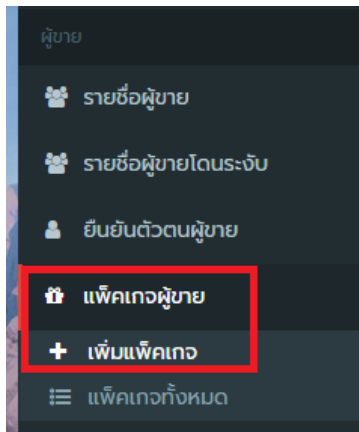 ผู้ขาย
รายชื่อผู้ขาย
รายชื่อผู้ขายโดนระงับ
ยืนยันตัวตนผู้ขาย
แพ็คเกจผู้ขาย
เพิ่มแพ็คเกจ
แพ็คเกจทั้งหมด